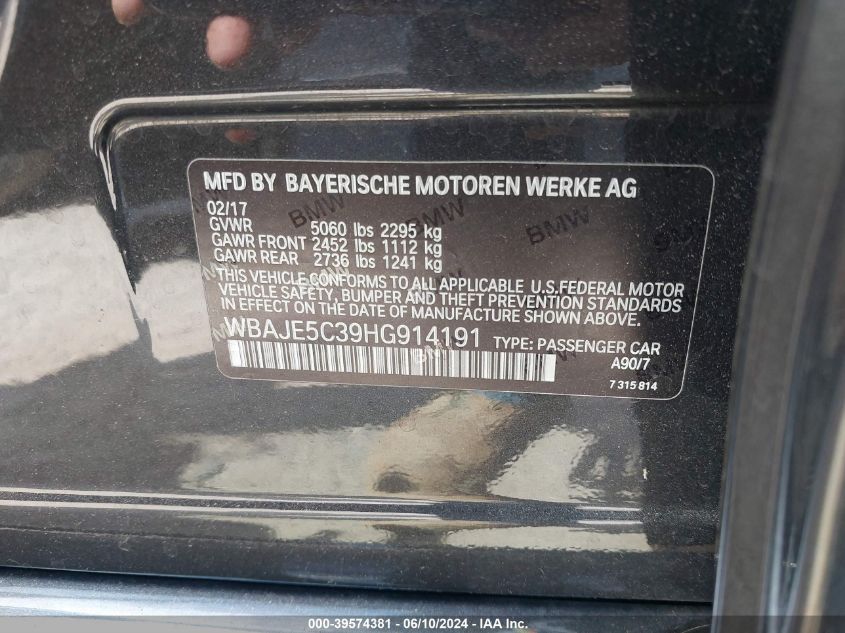 MFD BY BAYERISCHE MOTOREN WERKE AG
02/17
GVWR 5060 lbs 2295 kg
GAWR FRONT 2452 lbs 1112 kg
GAWR REAR 2736 lbs 1241 kg
THIS VEHICLE CONFORMS TO ALL APPLICABLE U.S.FEDERAL MOTOR
VEHICLE SAFETY, BUMPER AND THEFT PREVENTION STANDARDS
IN EFFECT ON THE DATE OF MANUFACTURE SHOWN ABOVE.
WBAJE5C39HG914191 TYPE: PASSENGER CAR
A90/7
7 315 814
BMW
BMW
BMW
000-39574381 / 06/10/2024 - IAA Inc.